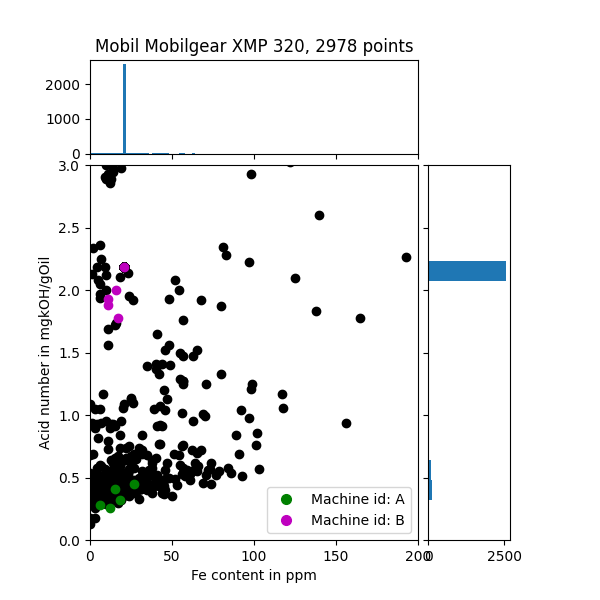 Mobil Mobilgear XMP 320, 2978 points
2000
1000
0
3.0
2.5
2.0
1.5
1.0
0.5
0.0
Acid number in mgkOH/gOil
Machine id: A
Machine id: B
0 50 100 150 200
0 2500
Fe content in ppm